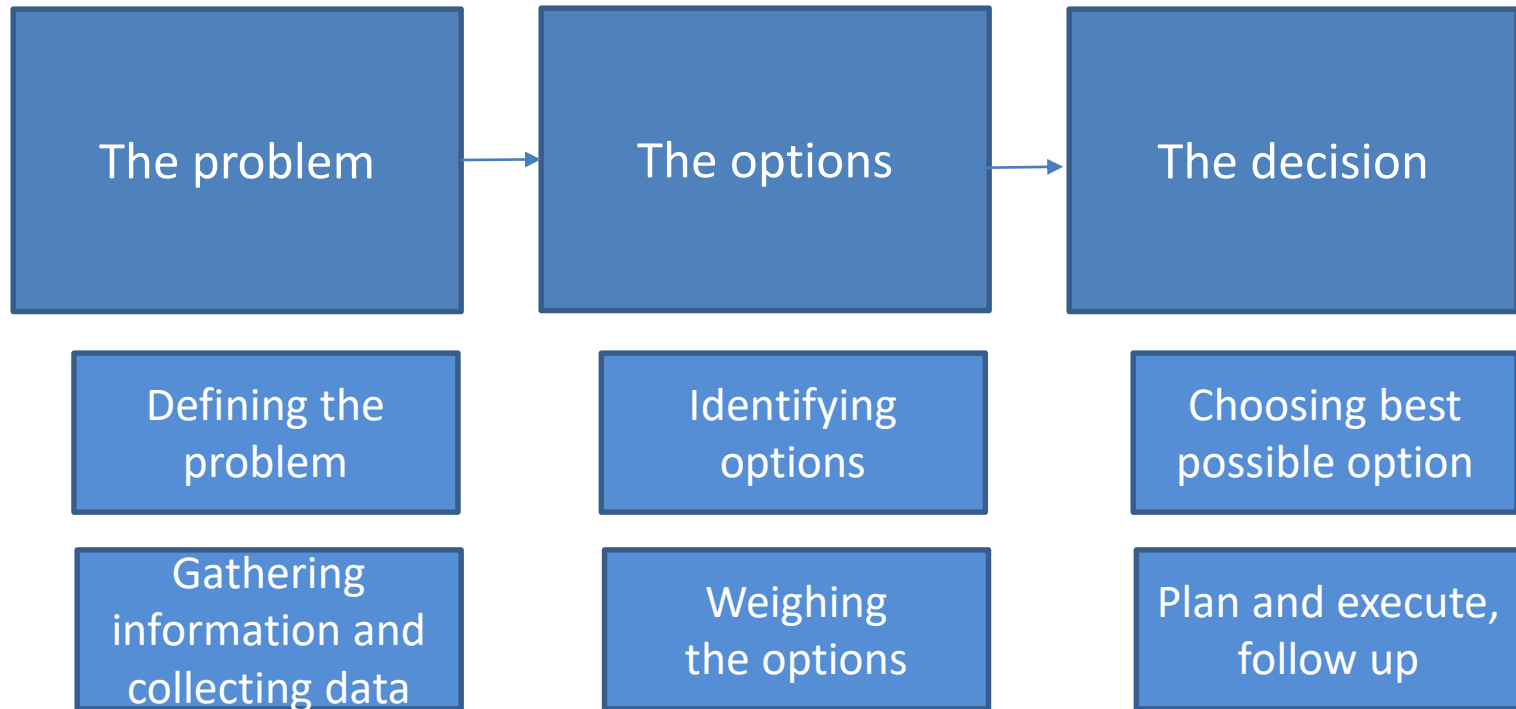 The problem
The options
The decision
Defining the
problem
Identifying
options
Choosing best
possible option
Gathering
information and
collecting data
Weighing
the options
Plan and execute,
follow up